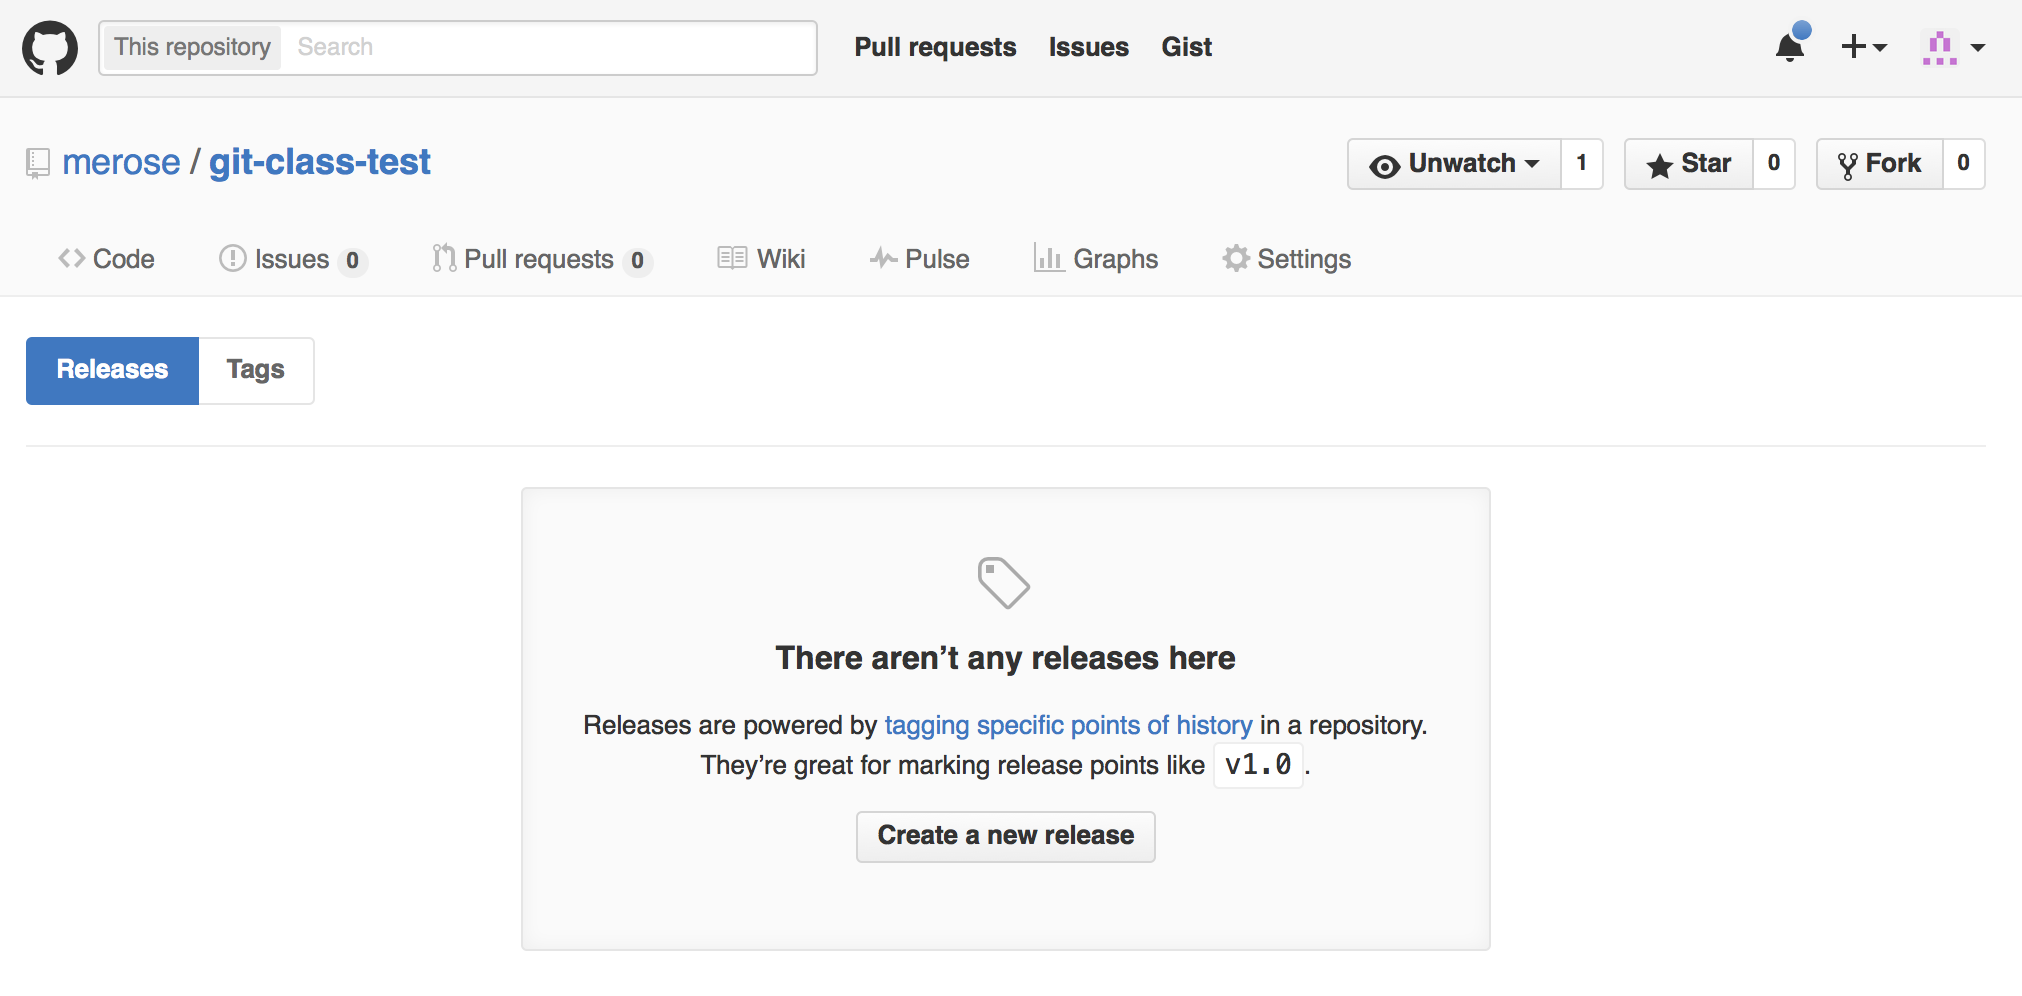 This repository Search Pull requests Issues Gist
merose / git-class-test Unwatch 1 Star 0 Fork 0
Code Issues 0 Pull requests 0 Wiki Pulse Graphs Settings
Releases Tags
There aren’t any releases here
Releases are powered by tagging specific points of history in a repository.
They’re great for marking release points like v1.0.
Create a new release